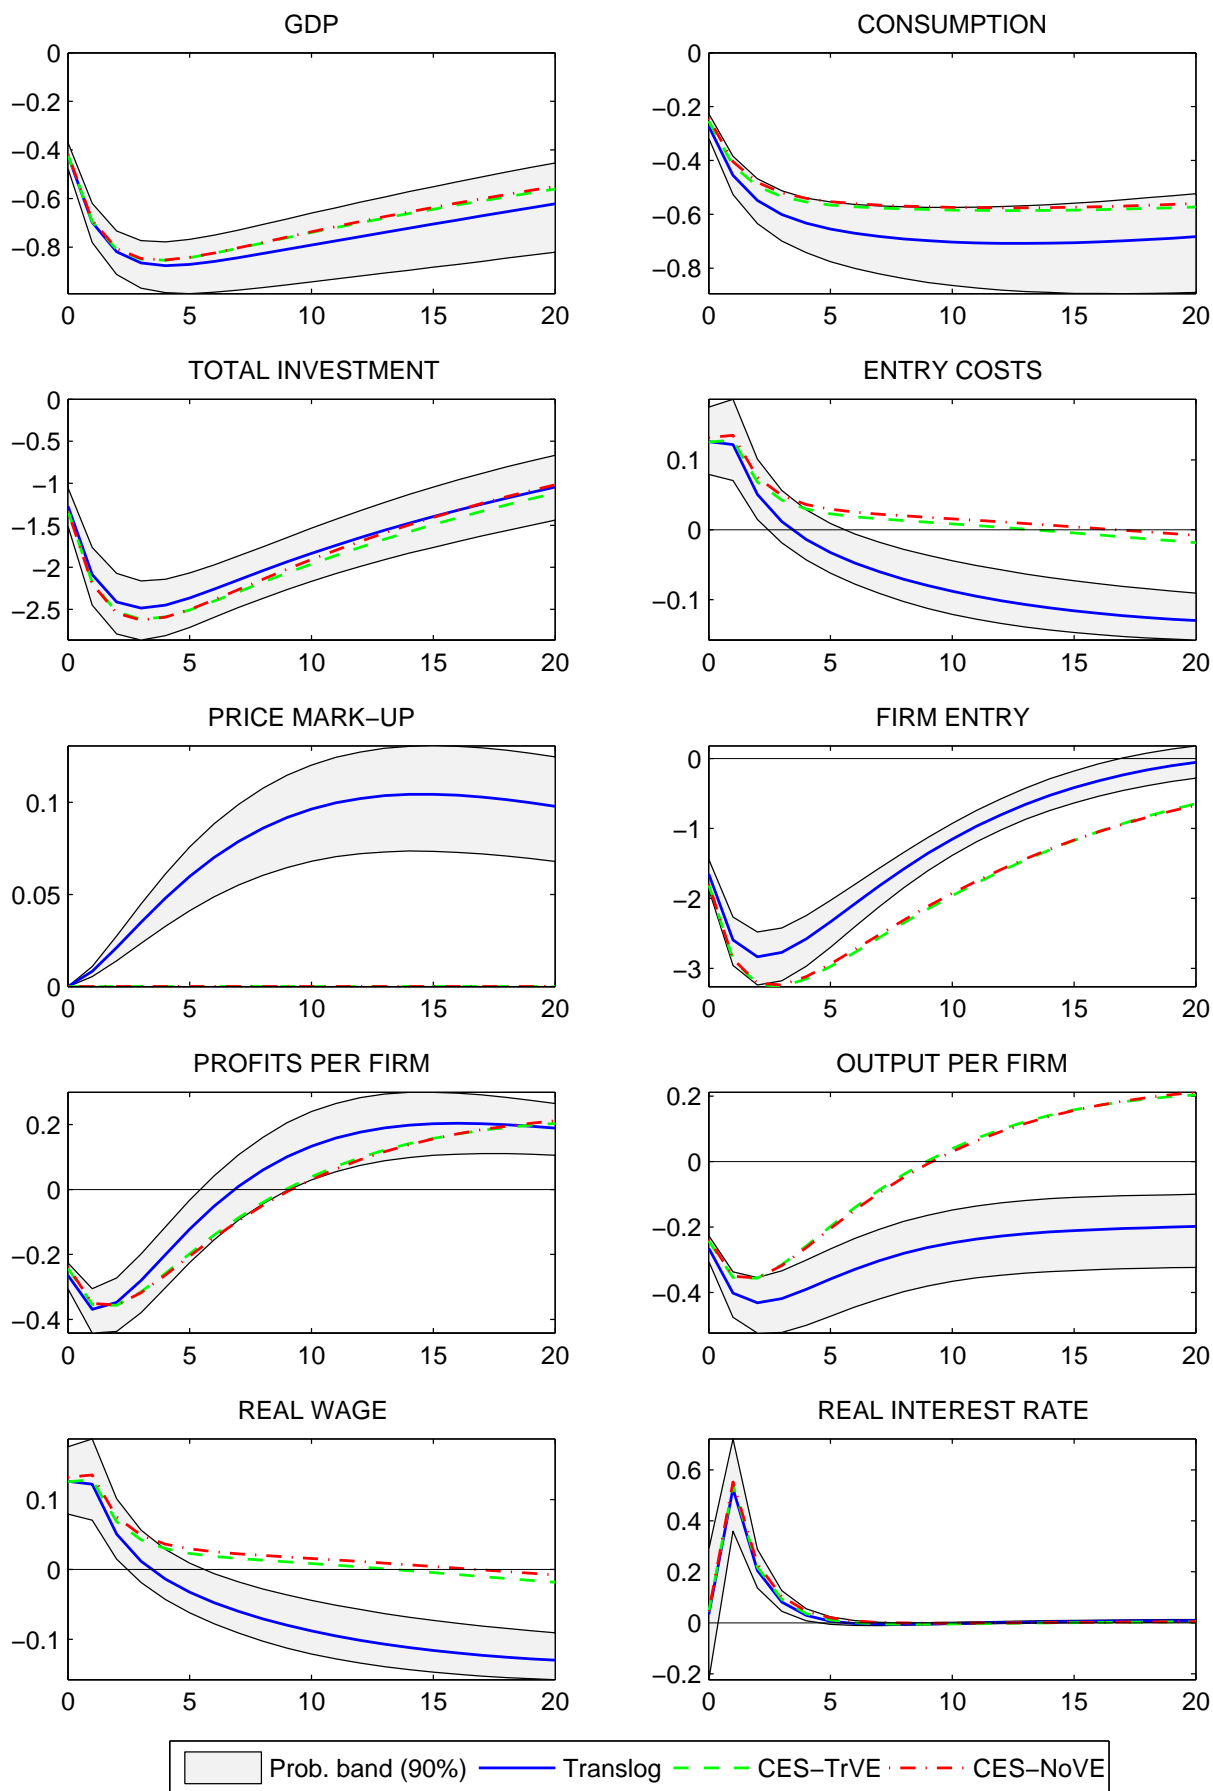 GDP
0
−0.2
−0.4
−0.6
−0.8
0 5 10 15 20
CONSUMPTION
0
−0.2
−0.4
−0.6
−0.8
0 5 10 15 20
TOTAL INVESTMENT
0
−0.5
−1
−1.5
−2
−2.5
0 5 10 15 20
ENTRY COSTS
0.1
0
−0.1
0 5 10 15 20
PRICE MARK−UP
0.1
0.05
0
0 5 10 15 20
FIRM ENTRY
0
−1
−2
−3
0 5 10 15 20
PROFITS PER FIRM
0.2
0
−0.2
−0.4
0 5 10 15 20
OUTPUT PER FIRM
0.2
0
−0.2
−0.4
0 5 10 15 20
REAL WAGE
0.1
0
−0.1
0 5 10 15 20
REAL INTEREST RATE
0.6
0.4
0.2
0
−0.2
0 5 10 15 20
Prob. band (90%) Translog CES−TrVE CES−NoVE